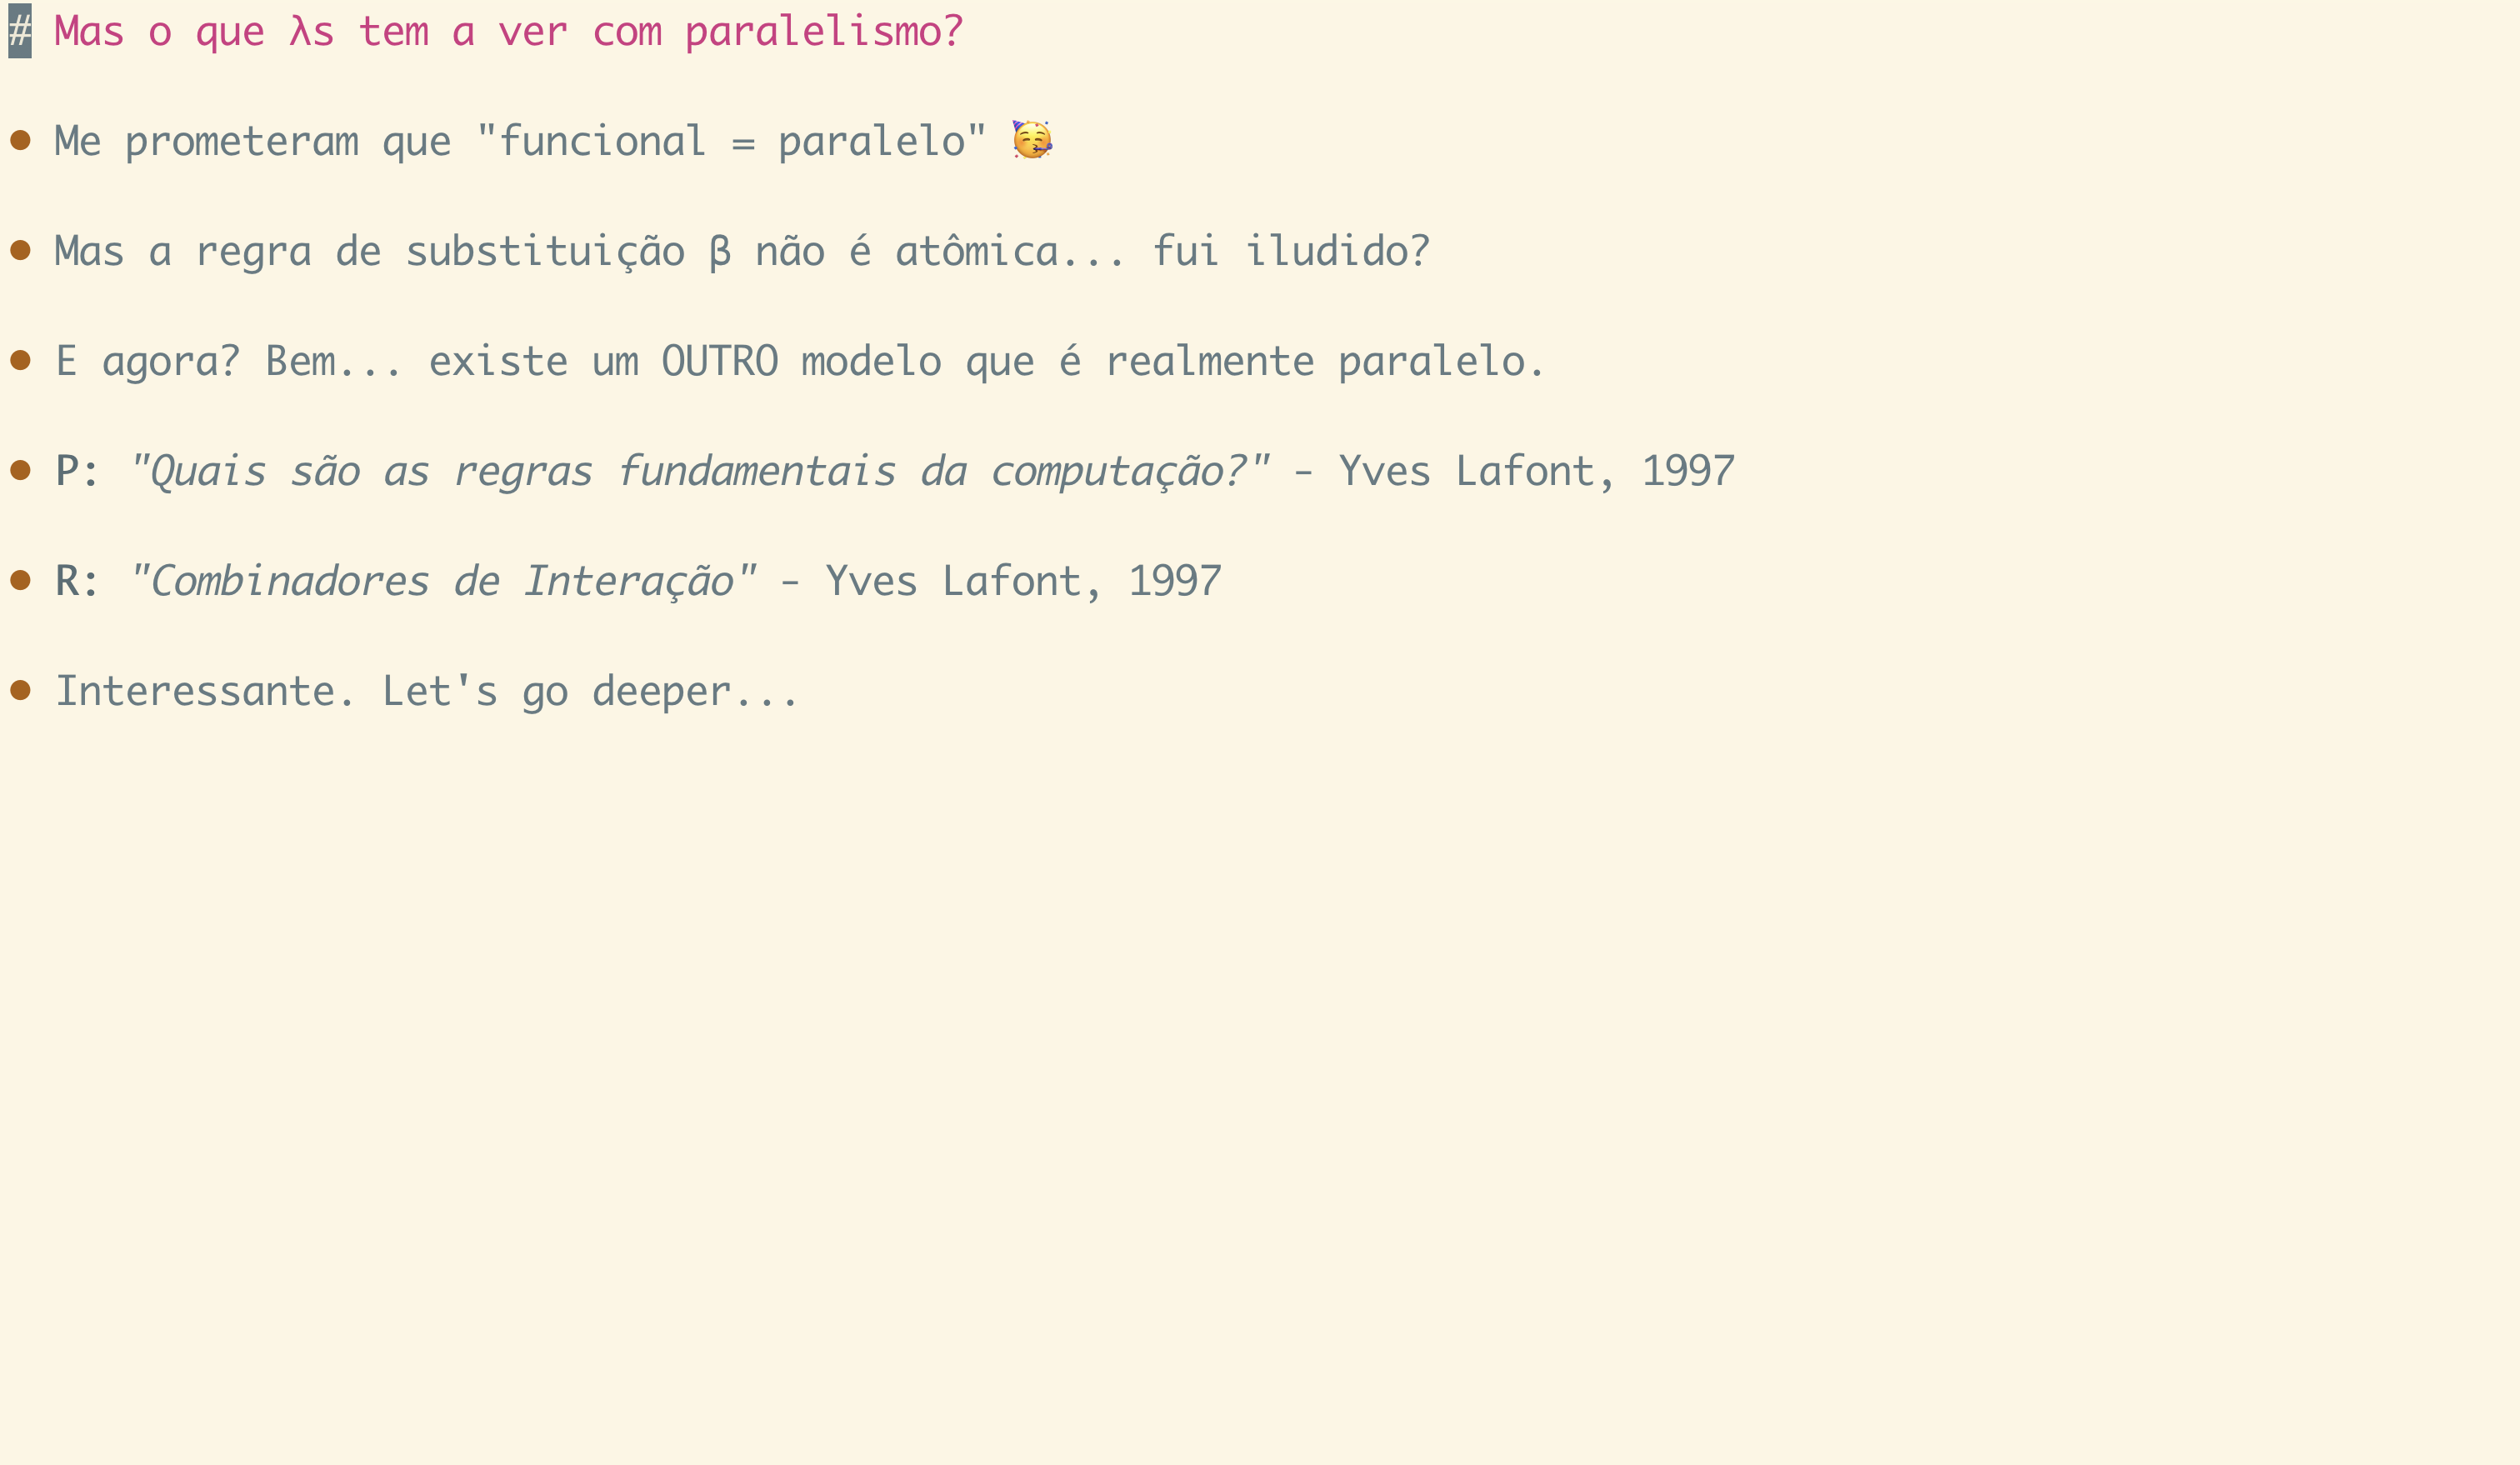 # Mas o que λs tem a ver com paralelismo?
● Me prometeram que "funcional = paralelo" 🥳
● Mas a regra de substituição β não é atômica... fui iludido?
● E agora? Bem... existe um OUTRO modelo que é realmente paralelo.
● P: "Quais são as regras fundamentais da computação?" - Yves Lafont, 1997
● R: "Combinadores de Interação" - Yves Lafont, 1997
● Interessante. Let's go deeper...